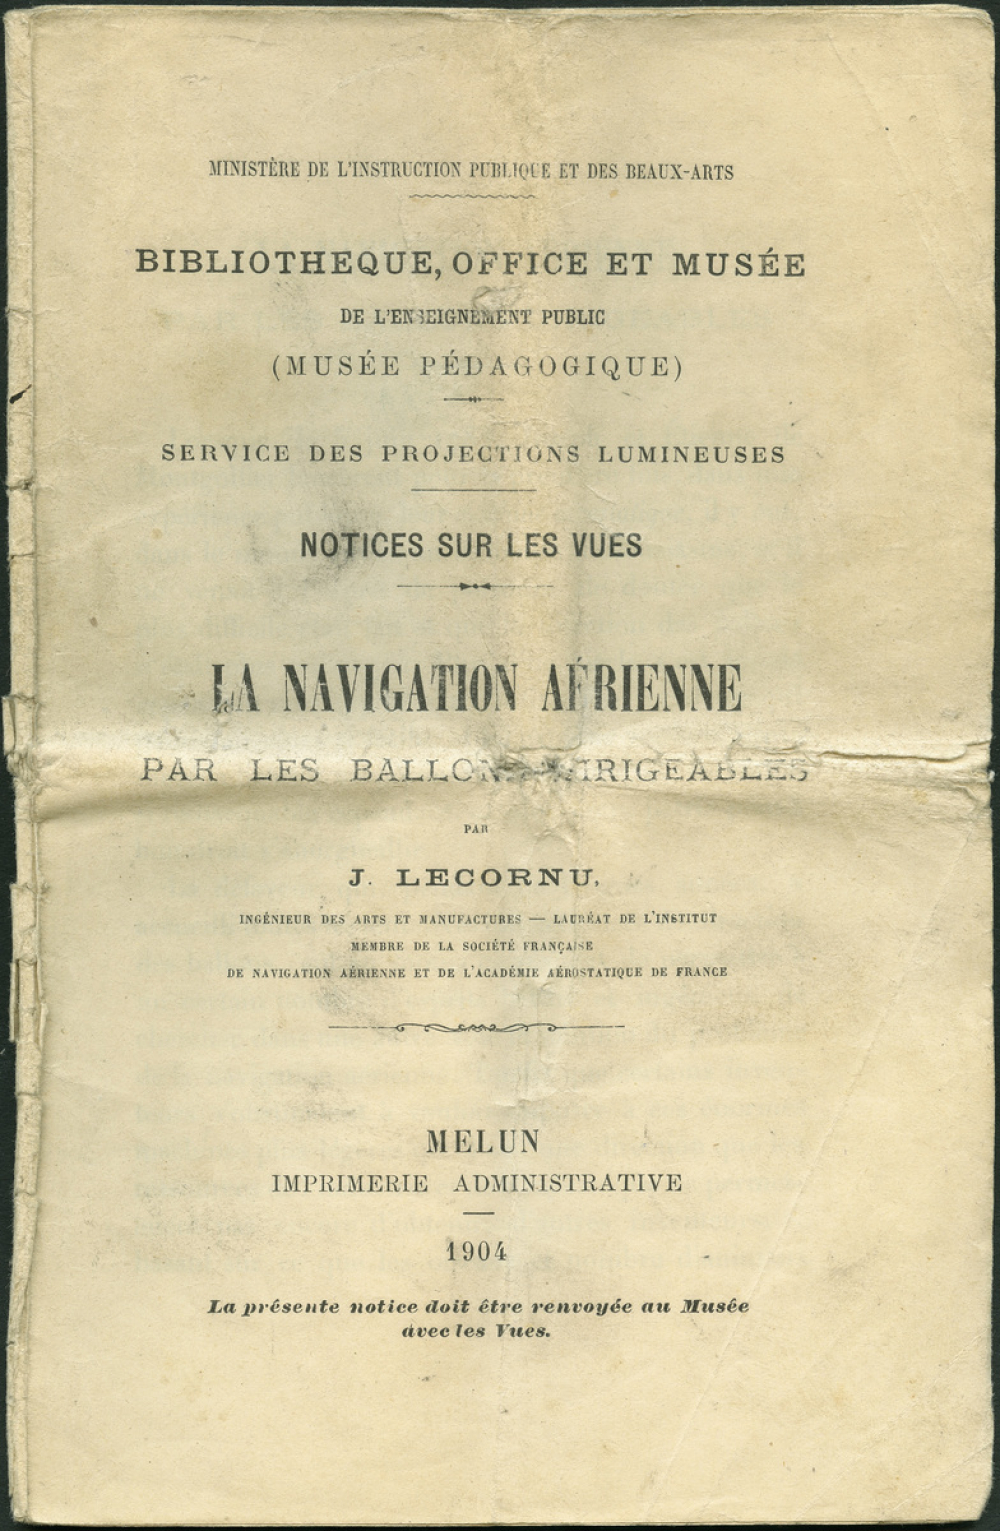 MINISTÈRE DE L'INSTRUCTION PUBLIQUE ET DES BEAUX-ARTS
BIBLIOTHEQUE, OFFICE ET MUSÉE
DE L'ENSEIGNEMENT PUBLIC
(MUSÉE PÉDAGOGIQUE)
SERVICE DES PROJECTIONS LUMINEUSES
NOTICES SUR LES VUES
LA NAVIGATION AÉRIENNE
PAR LES BALLONS DIRIGEABLES
PAR
J. LECORNU,
INGÉNIEUR DES ARTS ET MANUFACTURES — LAURÉAT DE L'INSTITUT
MEMBRE DE LA SOCIÉTÉ FRANÇAISE
DE NAVIGATION AÉRIENNE ET DE L'ACADÉMIE AÉROSTATIQUE DE FRANCE
MELUN
IMPRIMERIE ADMINISTRATIVE
1904
La présente notice doit être renvoyée au Musée
avec les Vues.